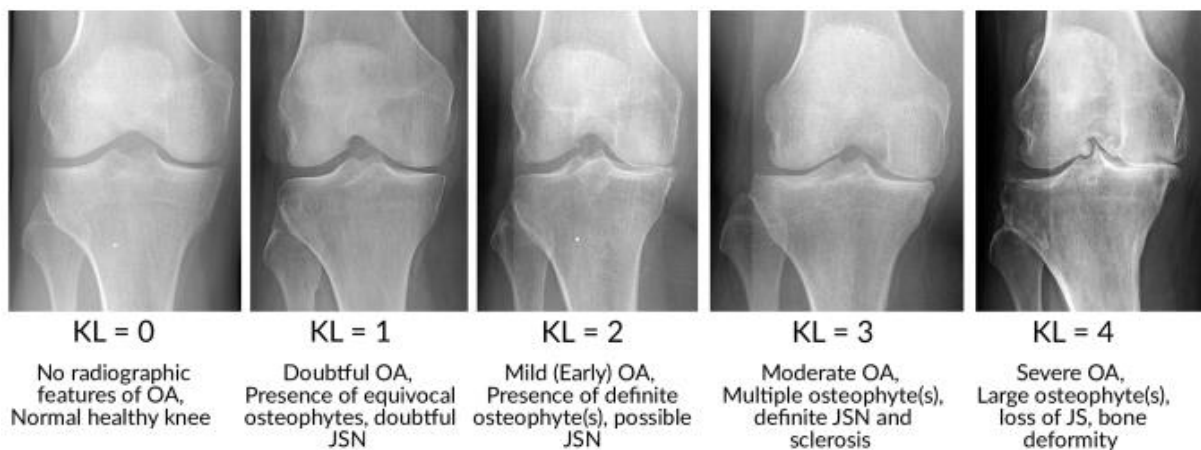 KL = 0
No radiographic
features of OA,
Normal healthy knee
KL = 1
Doubtful OA,
Presence of equivocal
osteophytes, doubtful
JSN
KL = 2
Mild (Early) OA,
Presence of definite
osteophyte(s), possible
JSN
KL = 3
Moderate OA,
Multiple osteophyte(s),
definite JSN and
sclerosis
KL = 4
Severe OA,
Large osteophyte(s),
loss of JS, bone
deformity